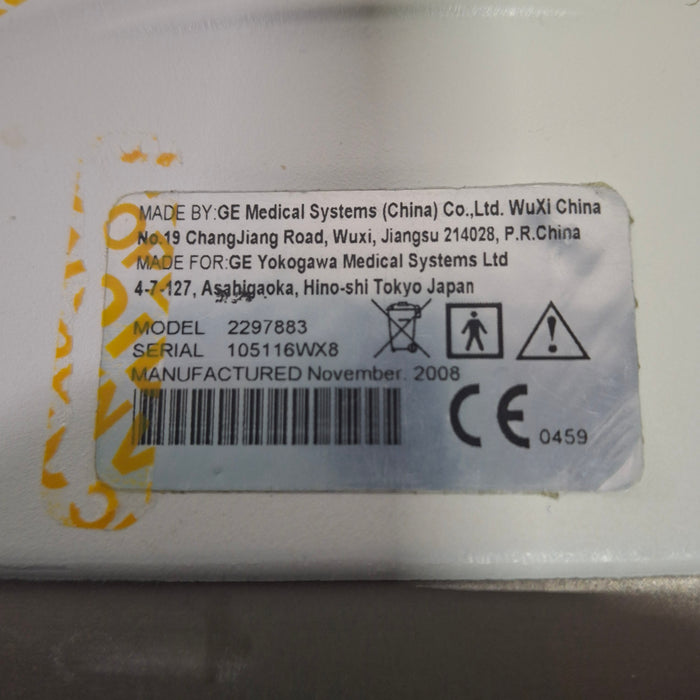 MADE BY:GE Medical Systems (China) Co.,Ltd. WuXi China
No.19 ChangJiang Road, Wuxi, Jiangsu 214028, P.R.China
MADE FOR:GE Yokogawa Medical Systems Ltd
4-7-127, Asahigaoka, Hino-shi Tokyo Japan
MODEL 2297883
SERIAL 105116WX8
MANUFACTURED November. 2008
CE 0459